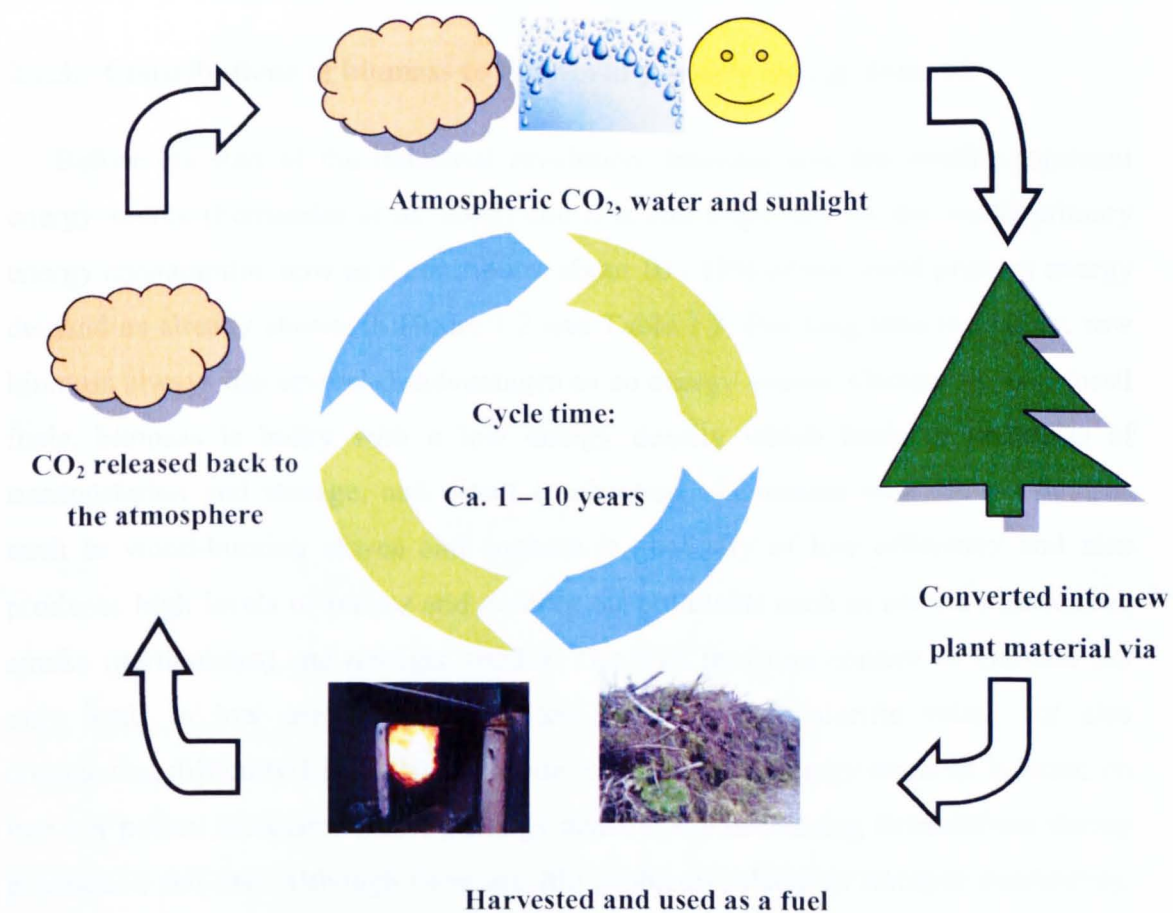 Atmospheric CO₂, water and sunlight
Cycle time:
Ca. 1 – 10 years
CO₂ released back to
the atmosphere
Converted into new
plant material via
Harvested and used as a fuel